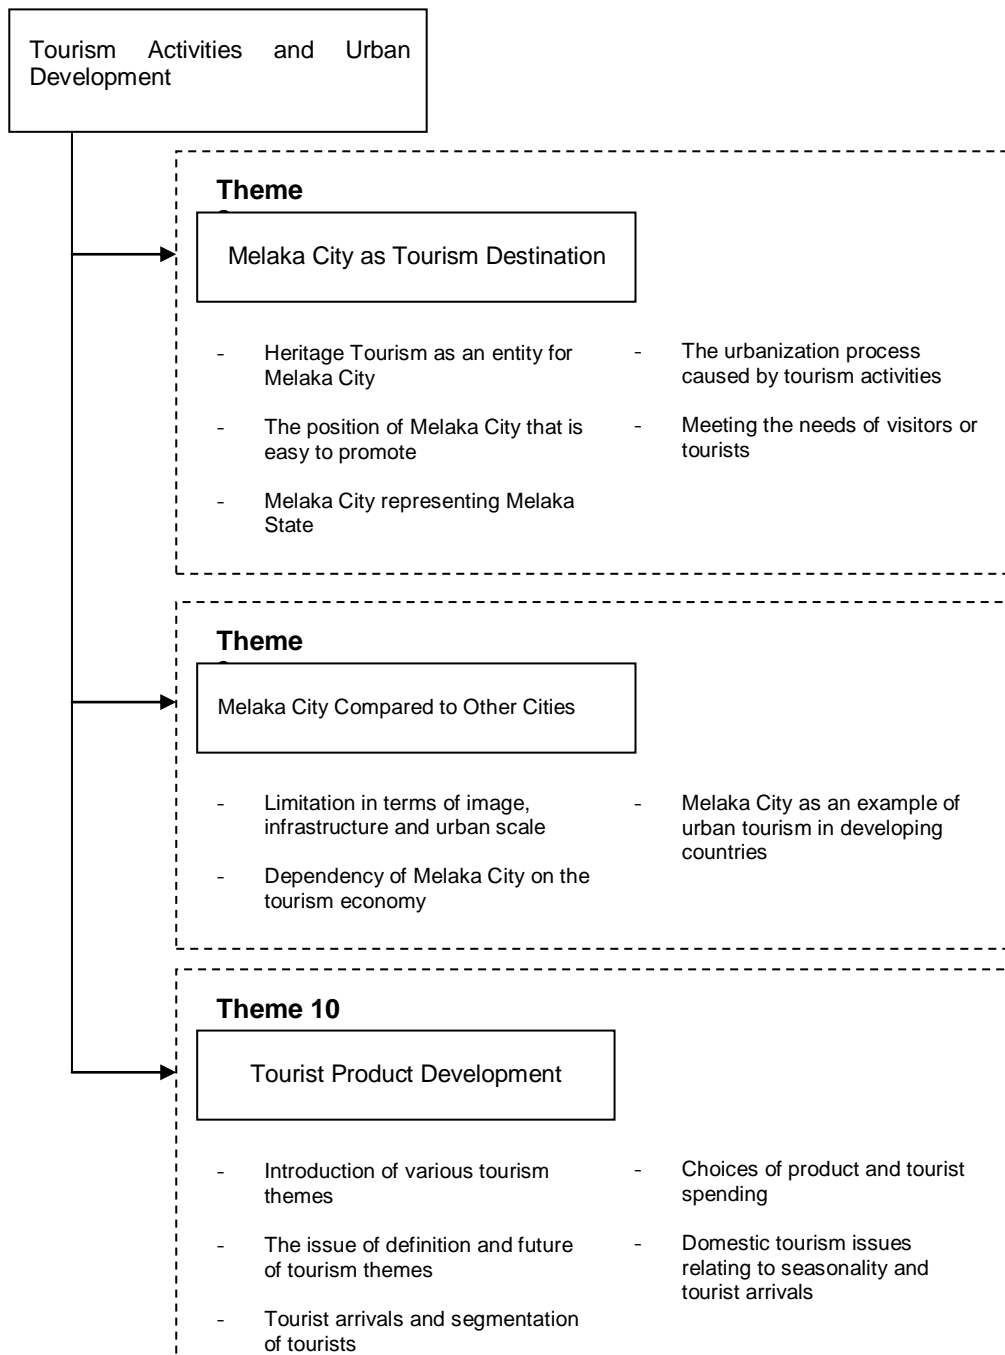 Tourism Activities and Urban
Development
Theme
Melaka City as Tourism Destination
- Heritage Tourism as an entity for
Melaka City
- The position of Melaka City that is
easy to promote
- Melaka City representing Melaka
State
- The urbanization process
caused by tourism activities
- Meeting the needs of visitors or
tourists
Theme
Melaka City Compared to Other Cities
- Limitation in terms of image,
infrastructure and urban scale
- Dependency of Melaka City on the
tourism economy
- Melaka City as an example of
urban tourism in developing
countries
Theme 10
Tourist Product Development
- Introduction of various tourism
themes
- The issue of definition and future
of tourism themes
- Tourist arrivals and segmentation
of tourists
- Choices of product and tourist
spending
- Domestic tourism issues
relating to seasonality and
tourist arrivals